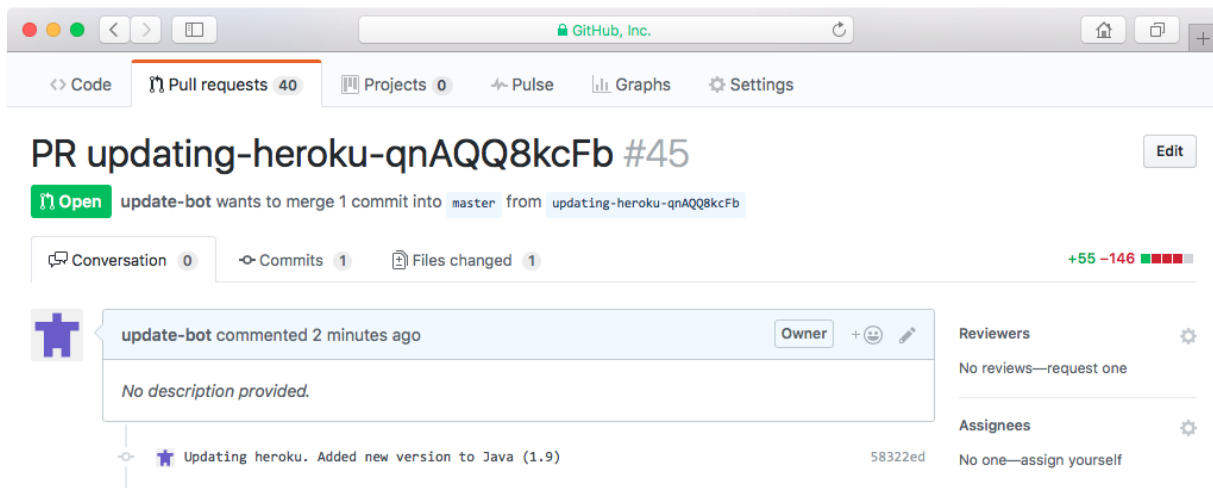 GitHub, Inc.
Code Pull requests 40 Projects 0 Pulse Graphs Settings
PR updating-heroku-qnAQQ8kcFb #45
Edit
Open update-bot wants to merge 1 commit into master from updating-heroku-qnAQQ8kcFb
Conversation 0 Commits 1 Files changed 1 +55 −146
update-bot commented 2 minutes ago Owner
No description provided.
Updating heroku. Added new version to Java (1.9) 58322ed
Reviewers
No reviews—request one
Assignees
No one—assign yourself